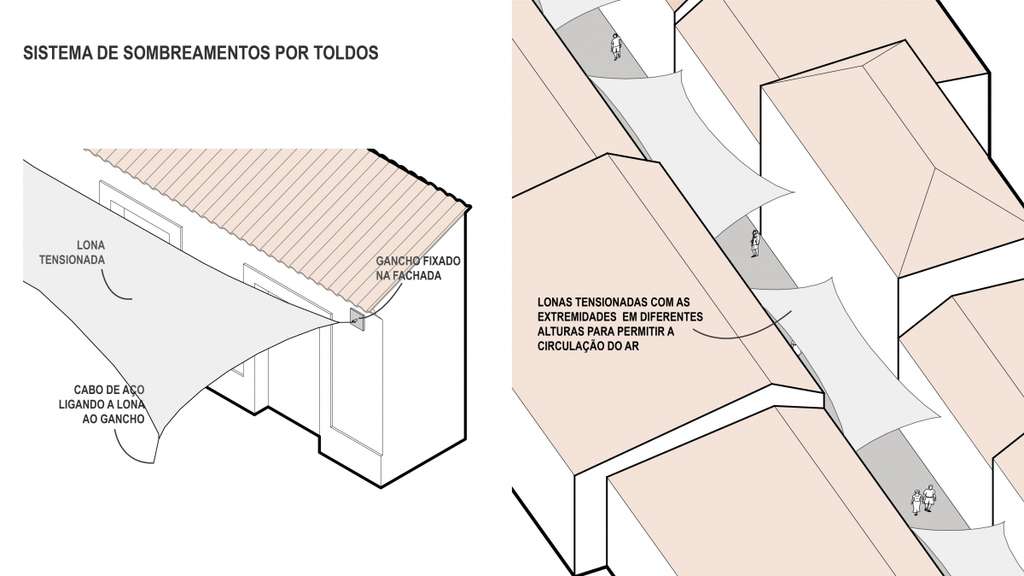 SISTEMA DE SOMBREAMENTOS POR TOLDOS
LONA
TENSIONADA
GANCHO FIXADO
NA FACHADA
CABO DE AÇO
LIGANDO A LONA
AO GANCHO
LONAS TENSIONADAS COM AS
EXTREMIDADES EM DIFERENTES
ALTURAS PARA PERMITIR A
CIRCULAÇÃO DO AR